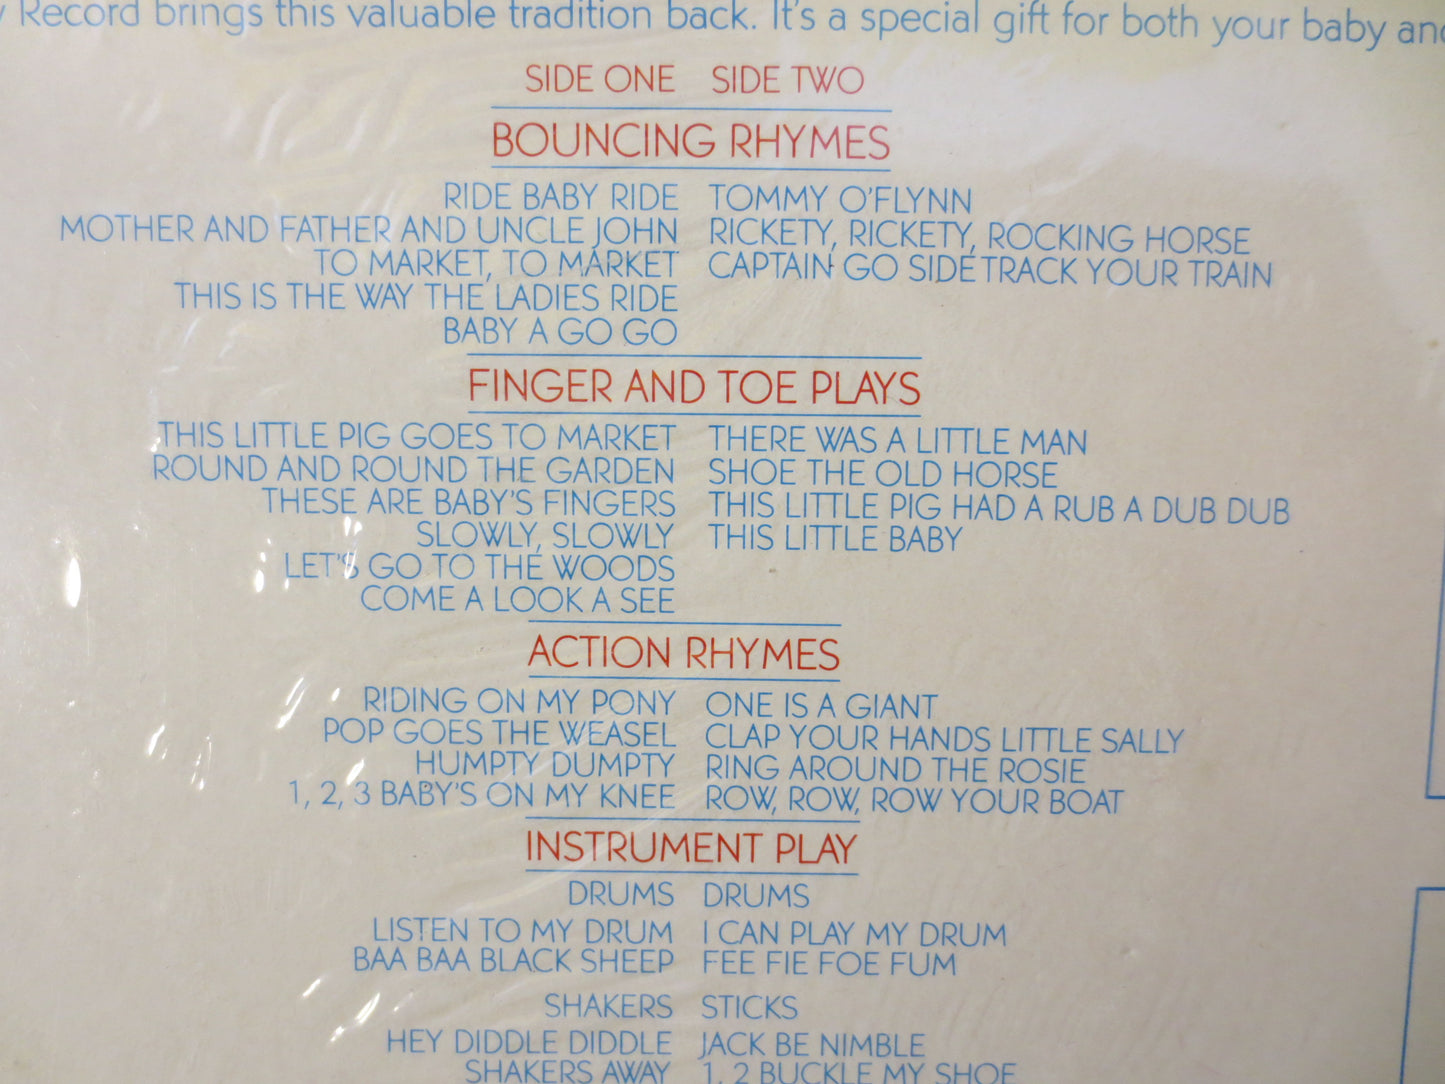 Record brings this valuable tradition back. It's a special gift for both your baby and
SIDE ONE SIDE TWO
BOUNCING RHYMES
RIDE BABY RIDE TOMMY O'FLYNN
MOTHER AND FATHER AND UNCLE JOHN RICKETY, RICKETY, ROCKING HORSE
TO MARKET, TO MARKET CAPTAIN GO SIDETRACK YOUR TRAIN
THIS IS THE WAY THE LADIES RIDE
BABY A GO GO
FINGER AND TOE PLAYS
THIS LITTLE PIG GOES TO MARKET THERE WAS A LITTLE MAN
ROUND AND ROUND THE GARDEN SHOE THE OLD HORSE
THESE ARE BABY'S FINGERS THIS LITTLE PIG HAD A RUB A DUB DUB
SLOWLY, SLOWLY THIS LITTLE BABY
LET'S GO TO THE WOODS
COME A LOOK A SEE
ACTION RHYMES
RIDING ON MY PONY ONE IS A GIANT
POP GOES THE WEASEL CLAP YOUR HANDS LITTLE SALLY
HUMPTY DUMPTY RING AROUND THE ROSIE
1, 2, 3 BABY'S ON MY KNEE ROW, ROW, ROW YOUR BOAT
INSTRUMENT PLAY
DRUMS DRUMS
LISTEN TO MY DRUM I CAN PLAY MY DRUM
BAA BAA BLACK SHEEP FEE FIE FOE FUM
SHAKERS STICKS
HEY DIDDLE DIDDLE JACK BE NIMBLE
SHAKERS AWAY 1, 2 BUCKLE MY SHOE